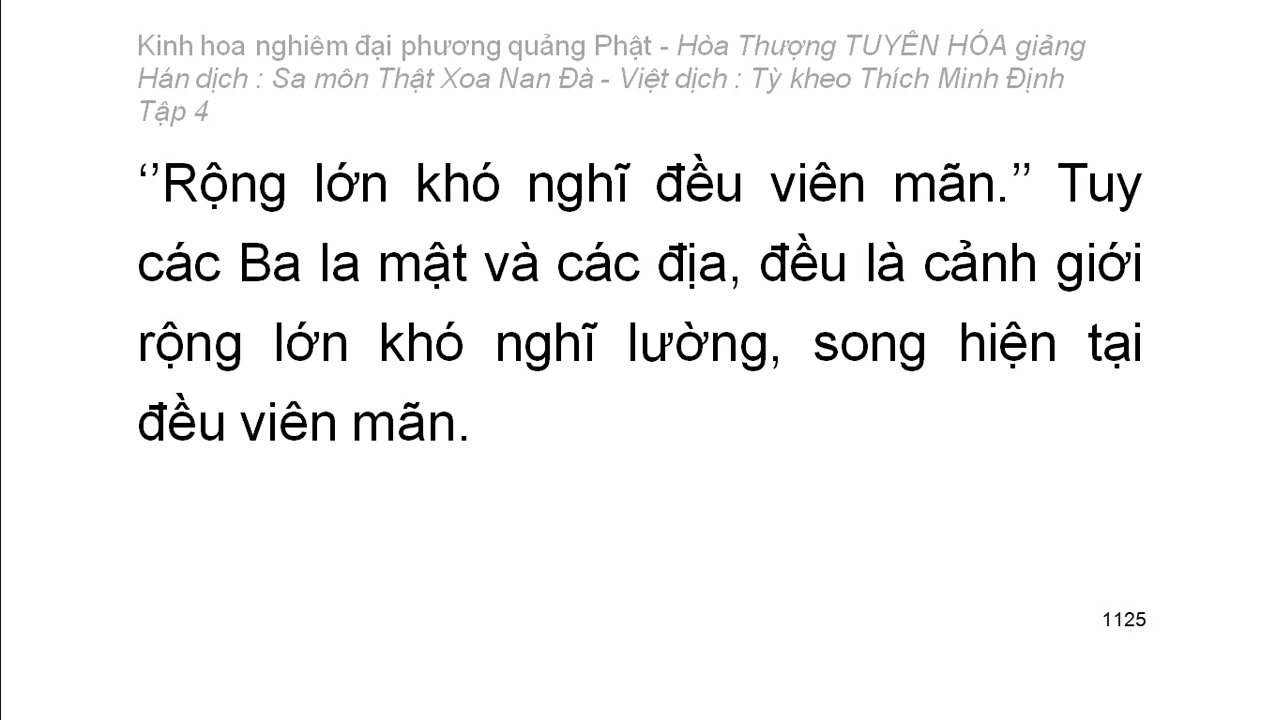 Kinh hoa nghiêm đại phương quảng Phật - Hòa Thượng TUYÊN HÓA giảng
Hán dịch : Sa môn Thật Xoa Nan Đà - Việt dịch : Tỳ kheo Thích Minh Định
Tập 4
‘’Rộng lớn khó nghĩ đều viên mãn.’’ Tuy
các Ba la mật và các địa, đều là cảnh giới
rộng lớn khó nghĩ lường, song hiện tại
đều viên mãn.
1125